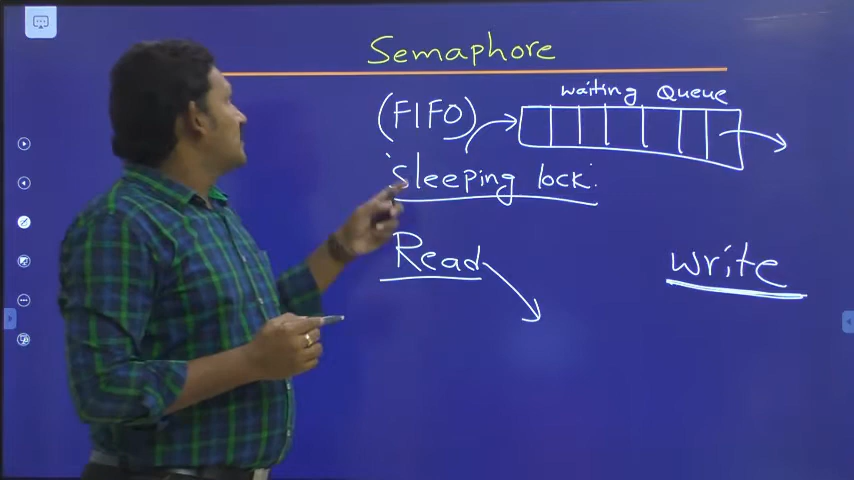 Semaphore
waiting Queue
(FIFO)
'Sleeping lock.
Read
write